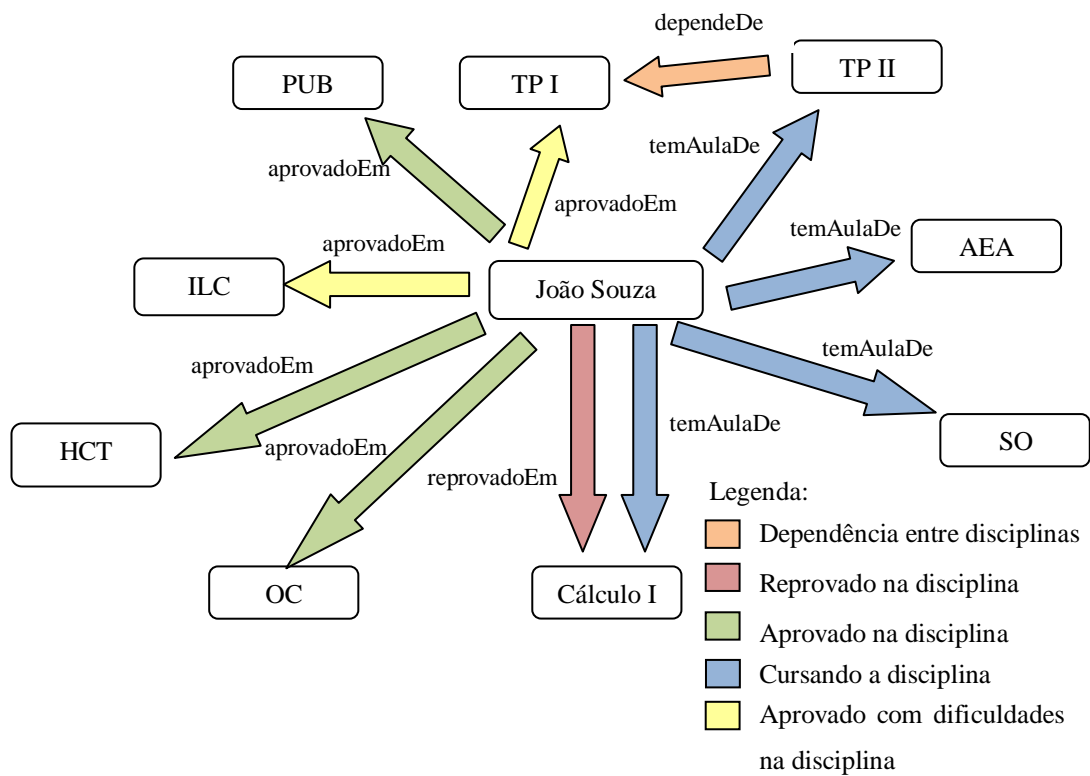 dependeDe
PUB
TP I
TP II
aprovadoEm
aprovadoEm
temAulaDe
aprovadoEm
temAulaDe
AEA
ILC
João Souza
aprovadoEm
temAulaDe
HCT
aprovadoEm
reprovadoEm
temAulaDe
SO
OC
Cálculo I
Legenda:
Dependência entre disciplinas
Reprovado na disciplina
Aprovado na disciplina
Cursando a disciplina
Aprovado com dificuldades
na disciplina